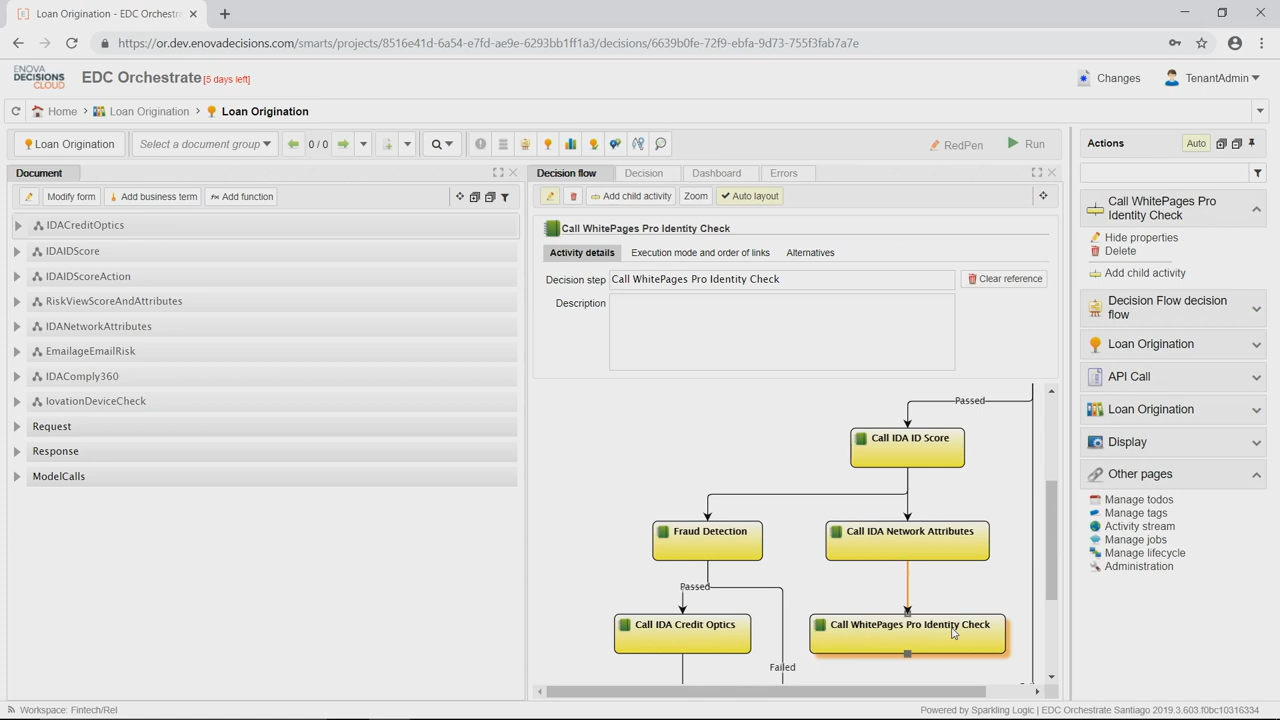 Loan Origination - EDC Orchestr
https://or.dev.enovadecisions.com/smarts/projects/8516e41d-6a54-e7fd-ae9e-6293bb1ff1a3/decisions/6639b0fe-72f9-ebfa-9d73-755f3fab7a7e
ENOVA DECISIONS CLOUD
EDC Orchestrate [5 days left]
Changes
TenantAdmin
Home
Loan Origination
Loan Origination
Loan Origination
Select a document group
0 / 0
RedPen
Run
Actions
Auto
Document
Decision flow
Decision
Dashboard
Errors
Modify form
Add business term
Add function
Add child activity
Zoom
Auto layout
IDACreditOptics
IDAIDScore
IDAIDScoreAction
RiskViewScoreAndAttributes
IDANetworkAttributes
EmailageEmailRisk
IDAComply360
IovationDeviceCheck
Request
Response
ModelCalls
Call WhitePages Pro Identity Check
Activity details
Execution mode and order of links
Alternatives
Decision step
Call WhitePages Pro Identity Check
Clear reference
Description
Passed
Call IDA ID Score
Fraud Detection
Call IDA Network Attributes
Passed
Call IDA Credit Optics
Call WhitePages Pro Identity Check
Failed
Call WhitePages Pro
Identity Check
Hide properties
Delete
Add child activity
Decision Flow decision
flow
Loan Origination
API Call
Loan Origination
Display
Other pages
Manage todos
Manage tags
Activity stream
Manage jobs
Manage lifecycle
Administration
Workspace: Fintech/Rel
Powered by Sparkling Logic | EDC Orchestrate Santiago 2019.3.603.f0bc10316334